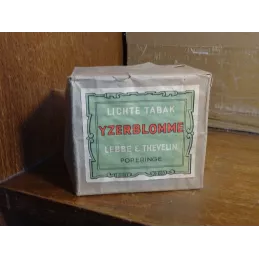 LICHTE TABAK
YZERBLOMME
LEBBE & THEVELIN
POPERINGE